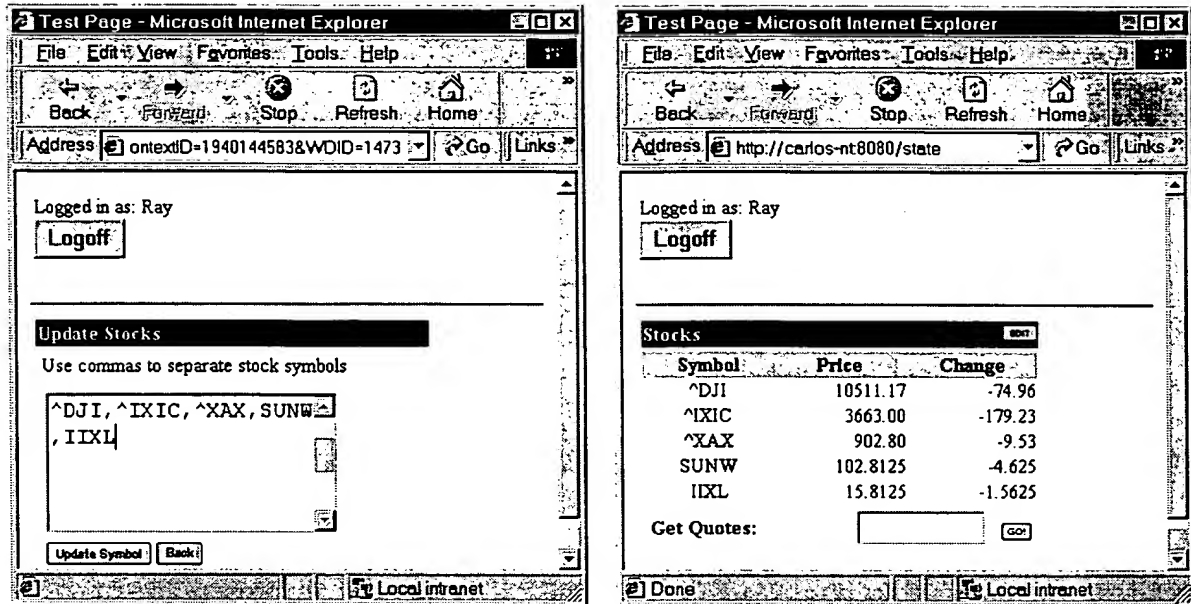 Test Page - Microsoft Internet Explorer
File Edit View Favorites Tools Help
Back Forward Stop Refresh Home »
Address ontextID=1940144583&WDID=1473 Go Links »
Logged in as: Ray
Logoff
Update Stocks
Use commas to separate stock symbols
^DJI,^IXIC,^XAX,SUNW
,IIXL
Update Symbol Back
Local intranet
Test Page - Microsoft Internet Explorer
File Edit View Favorites Tools Help
Back Forward Stop Refresh Home »
Address http://carlos-nt8080/state Go Links »
Logged in as: Ray
Logoff
Stocks EDIT
Symbol Price Change
^DJI 10511.17 -74.96
^IXIC 3663.00 -179.23
^XAX 902.80 -9.53
SUNW 102.8125 -4.625
IIXL 15.8125 -1.5625
Get Quotes: GO!
Done Local intranet